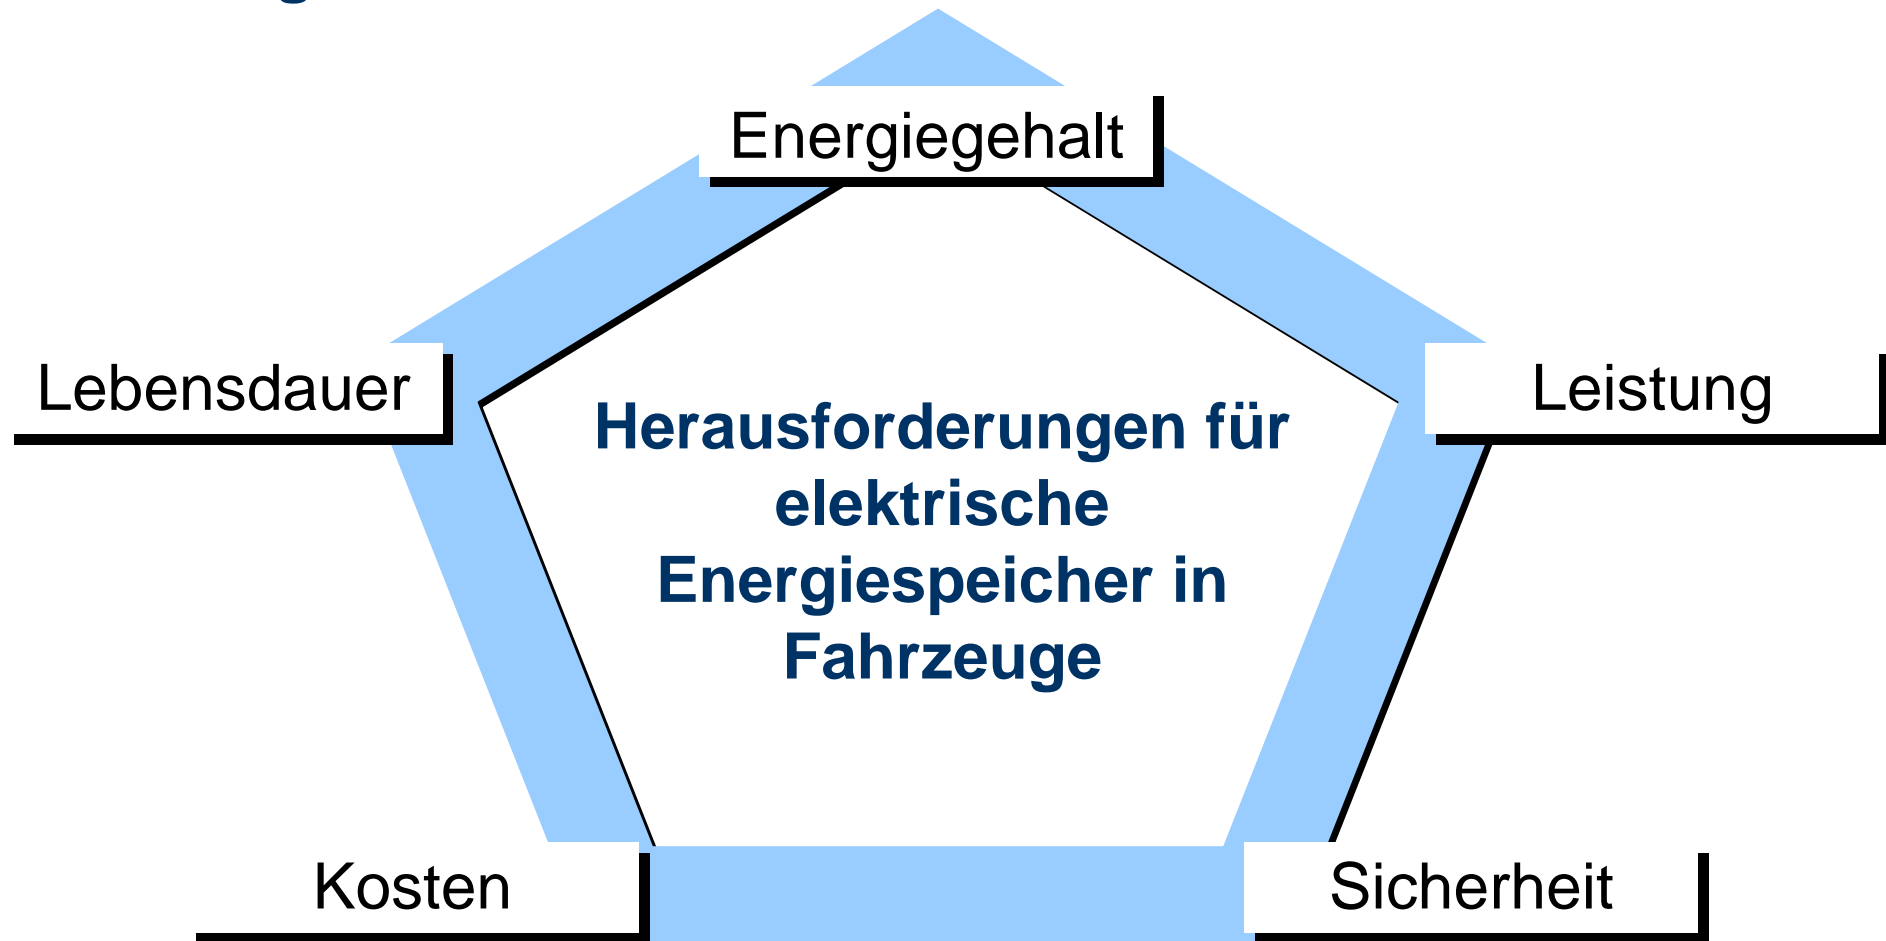 Energiegehalt
Lebensdauer
Leistung
Herausforderungen für
elektrische
Energiespeicher in
Fahrzeuge
Kosten
Sicherheit